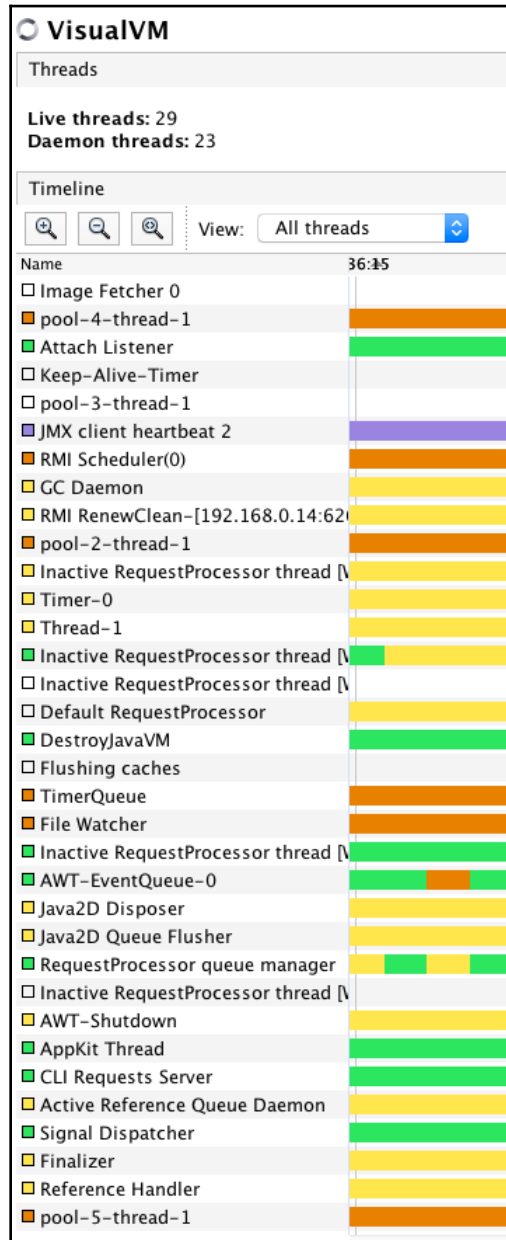 VisualVM
Threads
Live threads: 29
Daemon threads: 23
Timeline
View: All threads
Name
Image Fetcher 0
pool-4-thread-1
Attach Listener
Keep-Alive-Timer
pool-3-thread-1
JMX client heartbeat 2
RMI Scheduler(0)
GC Daemon
RMI RenewClean-[192.168.0.14:62
pool-2-thread-1
Inactive RequestProcessor thread [
Timer-0
Thread-1
Inactive RequestProcessor thread [
Inactive RequestProcessor thread [
Default RequestProcessor
DestroyJavaVM
Flushing caches
TimerQueue
File Watcher
Inactive RequestProcessor thread [
AWT-EventQueue-0
Java2D Disposer
Java2D Queue Flusher
RequestProcessor queue manager
Inactive RequestProcessor thread [
AWT-Shutdown
AppKit Thread
CLI Requests Server
Active Reference Queue Daemon
Signal Dispatcher
Finalizer
Reference Handler
pool-5-thread-1